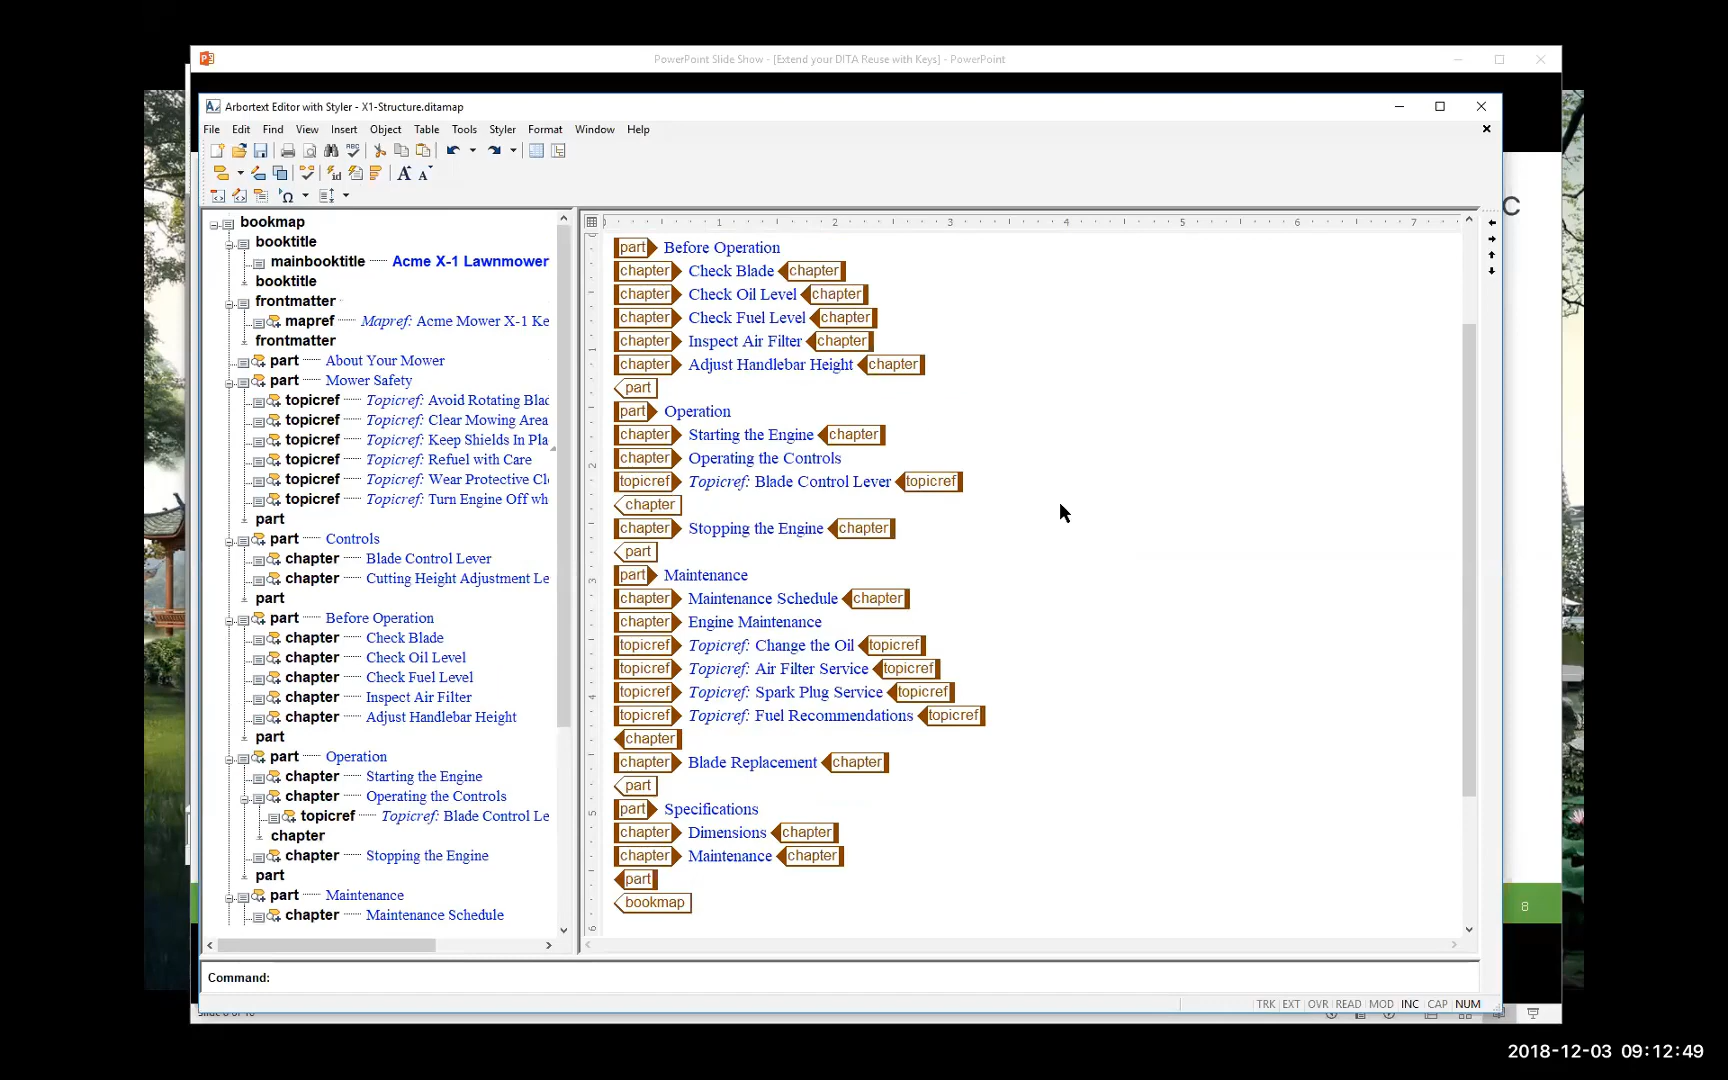 PowerPoint Slide Show - [Extend your DITA Reuse with Keys] - PowerPoint
Arbortext Editor with Styler - X1-Structure.ditamap
File Edit Find View Insert Object Table Tools Styler Format Window Help
bookmap
booktitle
mainbooktitle Acme X-1 Lawnmower
booktitle
frontmatter
mapref Mapref: Acme Mower X-1 Ke
frontmatter
part About Your Mower
part Mower Safety
topicref Topicref: Avoid Rotating Blad
topicref Topicref: Clear Mowing Area
topicref Topicref: Keep Shields In Pla
topicref Topicref: Refuel with Care
topicref Topicref: Wear Protective Cl
topicref Topicref: Turn Engine Off wh
part
part Controls
chapter Blade Control Lever
chapter Cutting Height Adjustment Le
part
part Before Operation
chapter Check Blade
chapter Check Oil Level
chapter Check Fuel Level
chapter Inspect Air Filter
chapter Adjust Handlebar Height
part
part Operation
chapter Starting the Engine
chapter Operating the Controls
topicref Topicref: Blade Control Le
chapter
chapter Stopping the Engine
part
part Maintenance
chapter Maintenance Schedule
1 2 3 4 5 6 7
part Before Operation
chapter Check Blade chapter
chapter Check Oil Level chapter
chapter Check Fuel Level chapter
chapter Inspect Air Filter chapter
chapter Adjust Handlebar Height chapter
part
part Operation
chapter Starting the Engine chapter
chapter Operating the Controls
topicref Topicref: Blade Control Lever topicref
chapter
chapter Stopping the Engine chapter
part
part Maintenance
chapter Maintenance Schedule chapter
chapter Engine Maintenance
topicref Topicref: Change the Oil topicref
topicref Topicref: Air Filter Service topicref
topicref Topicref: Spark Plug Service topicref
topicref Topicref: Fuel Recommendations topicref
chapter
chapter Blade Replacement chapter
part
part Specifications
chapter Dimensions chapter
chapter Maintenance chapter
part
bookmap
c
8
Command:
TRK EXT OVR READ MOD INC CAP NUM
2018-12-03 09:12:49